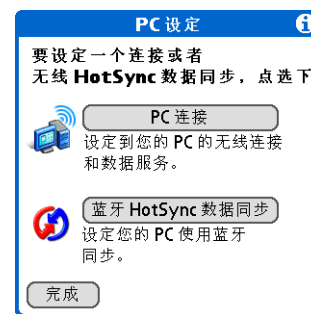 PC 设定
要设定一个连接或者
无线 HotSync 数据同步，点选下
PC 连接
设定到您的 PC 的无线连接
和数据服务。
蓝牙 HotSync 数据同步
设定您的 PC 使用蓝牙
同步。
完成